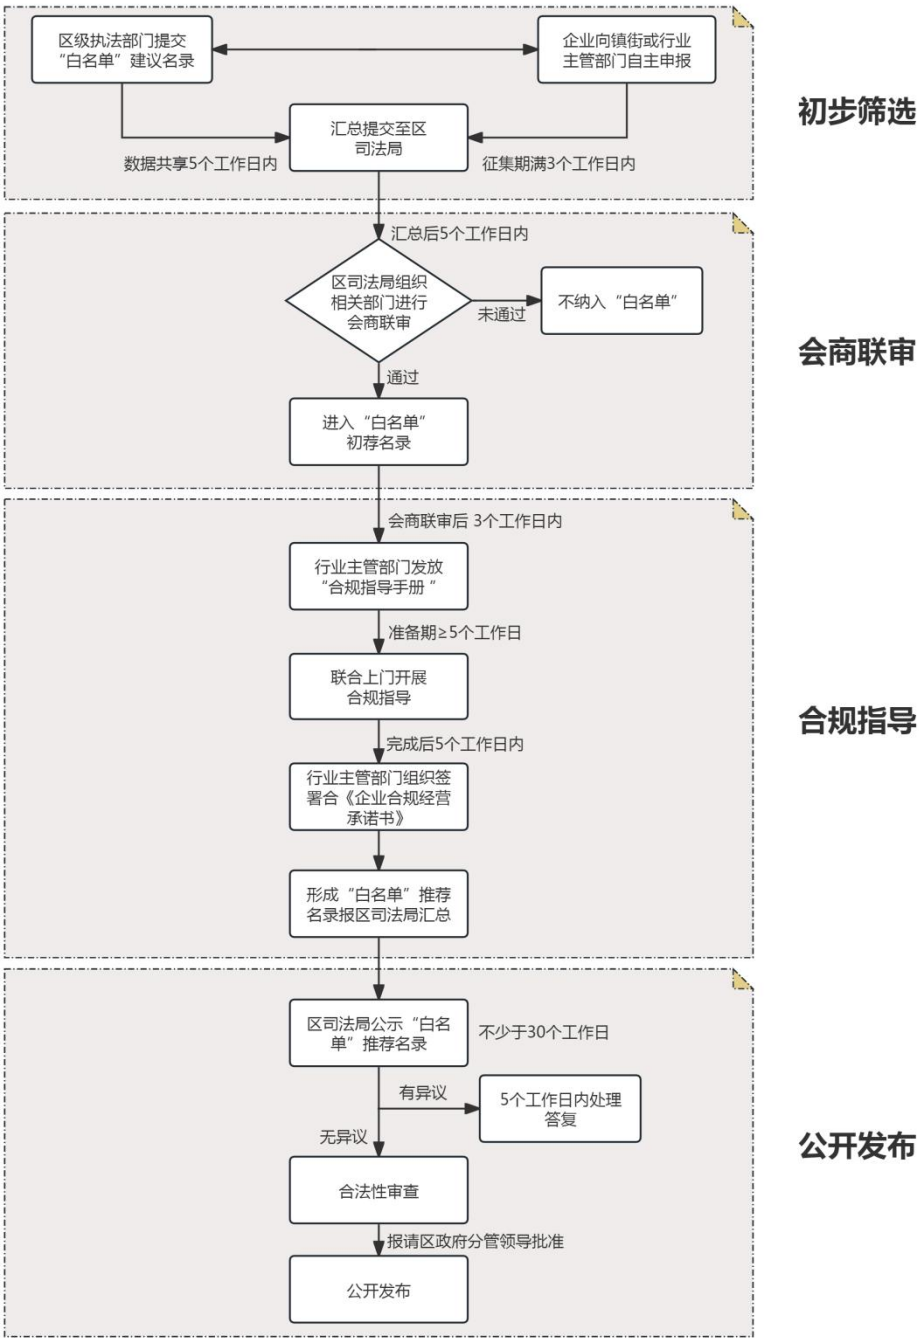 区级执法部门提交
“白名单”建议名录
企业向镇街或行业
主管部门自主申报
汇总提交至区
司法局
数据共享5个工作日内
征集期满3个工作日内
初步筛选
汇总后5个工作日内
区司法局组织
相关部门进行
会商联审
未通过
不纳入“白名单”
通过
进入“白名单”
初荐名录
会商联审
会商联审后 3个工作日内
行业主管部门发放
“合规指导手册 “
准备期≥5个工作日
联合上门开展
合规指导
完成后5个工作日内
行业主管部门组织签
署合《企业合规经营
承诺书》
形成“白名单”推荐
名录报区司法局汇总
合规指导
区司法局公示“白名
单”推荐名录
不少于30个工作日
有异议
5个工作日内处理
答复
无异议
合法性审查
报请区政府分管领导批准
公开发布
公开发布